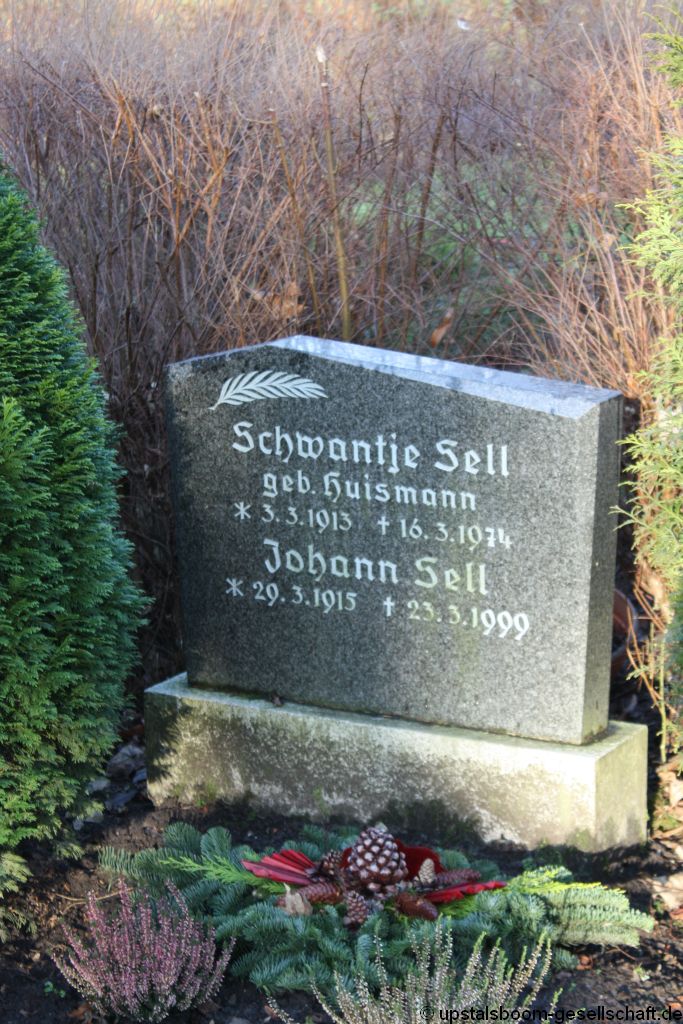 Schwantje Sell
geb. Huismann
* 3. 3. 1913 † 16. 3. 1974
Johann Sell
* 29. 3. 1915 † 23. 3. 1999
© upstalsboom-gesellschaft.de